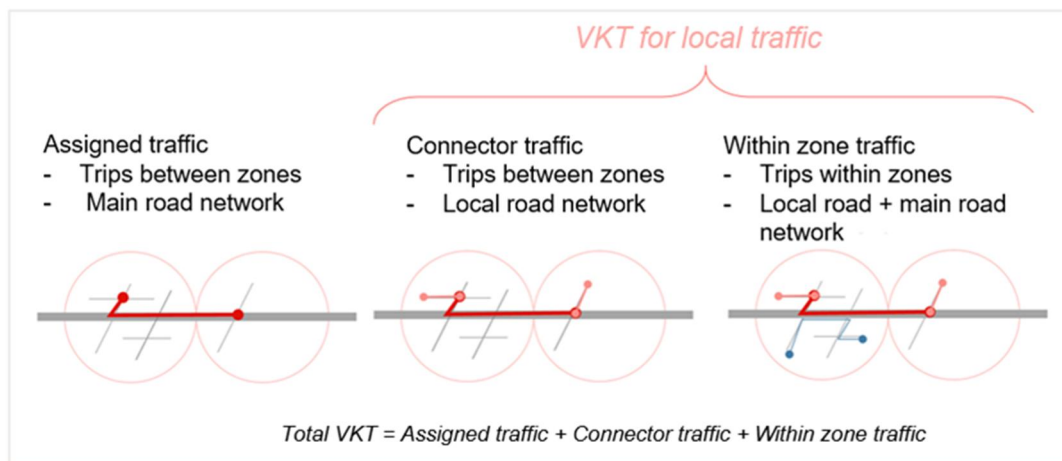 VKT for local traffic
Assigned traffic
- Trips between zones
- Main road network
Connector traffic
- Trips between zones
- Local road network
Within zone traffic
- Trips within zones
- Local road + main road
network
Total VKT = Assigned traffic + Connector traffic + Within zone traffic